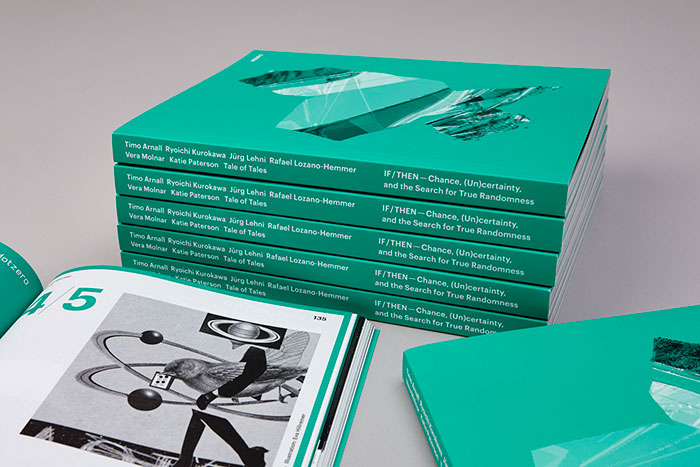 Timo Arnall Ryoichi Kurokawa Jürg Lehni Rafael Lozano-Hemmer
Vera Molnar Katie Paterson Tale of Tales
IF/THEN — Chance, (Un)certainty,
and the Search for True Randomness
Timo Arnall Ryoichi Kurokawa Jürg Lehni Rafael Lozano-Hemmer
Vera Molnar Katie Paterson Tale of Tales
IF/THEN — Chance, (Un)certainty,
and the Search for True Randomness
Timo Arnall Ryoichi Kurokawa Jürg Lehni Rafael Lozano-Hemmer
Vera Molnar Katie Paterson Tale of Tales
IF/THEN — Chance, (Un)certainty,
and the Search for True Randomness
Timo Arnall Ryoichi Kurokawa Jürg Lehni Rafael Lozano-Hemmer
Vera Molnar Katie Paterson Tale of Tales
IF/THEN — Chance, (Un)certainty,
and the Search for True Randomness
Timo Arnall Ryoichi Kurokawa Jürg Lehni Rafael Lozano-Hemmer
Vera Molnar Katie Paterson Tale of Tales
IF/THEN — Chance, (Un)certainty,
and the Search for True Randomness
4/5
135
Illustration: Eva